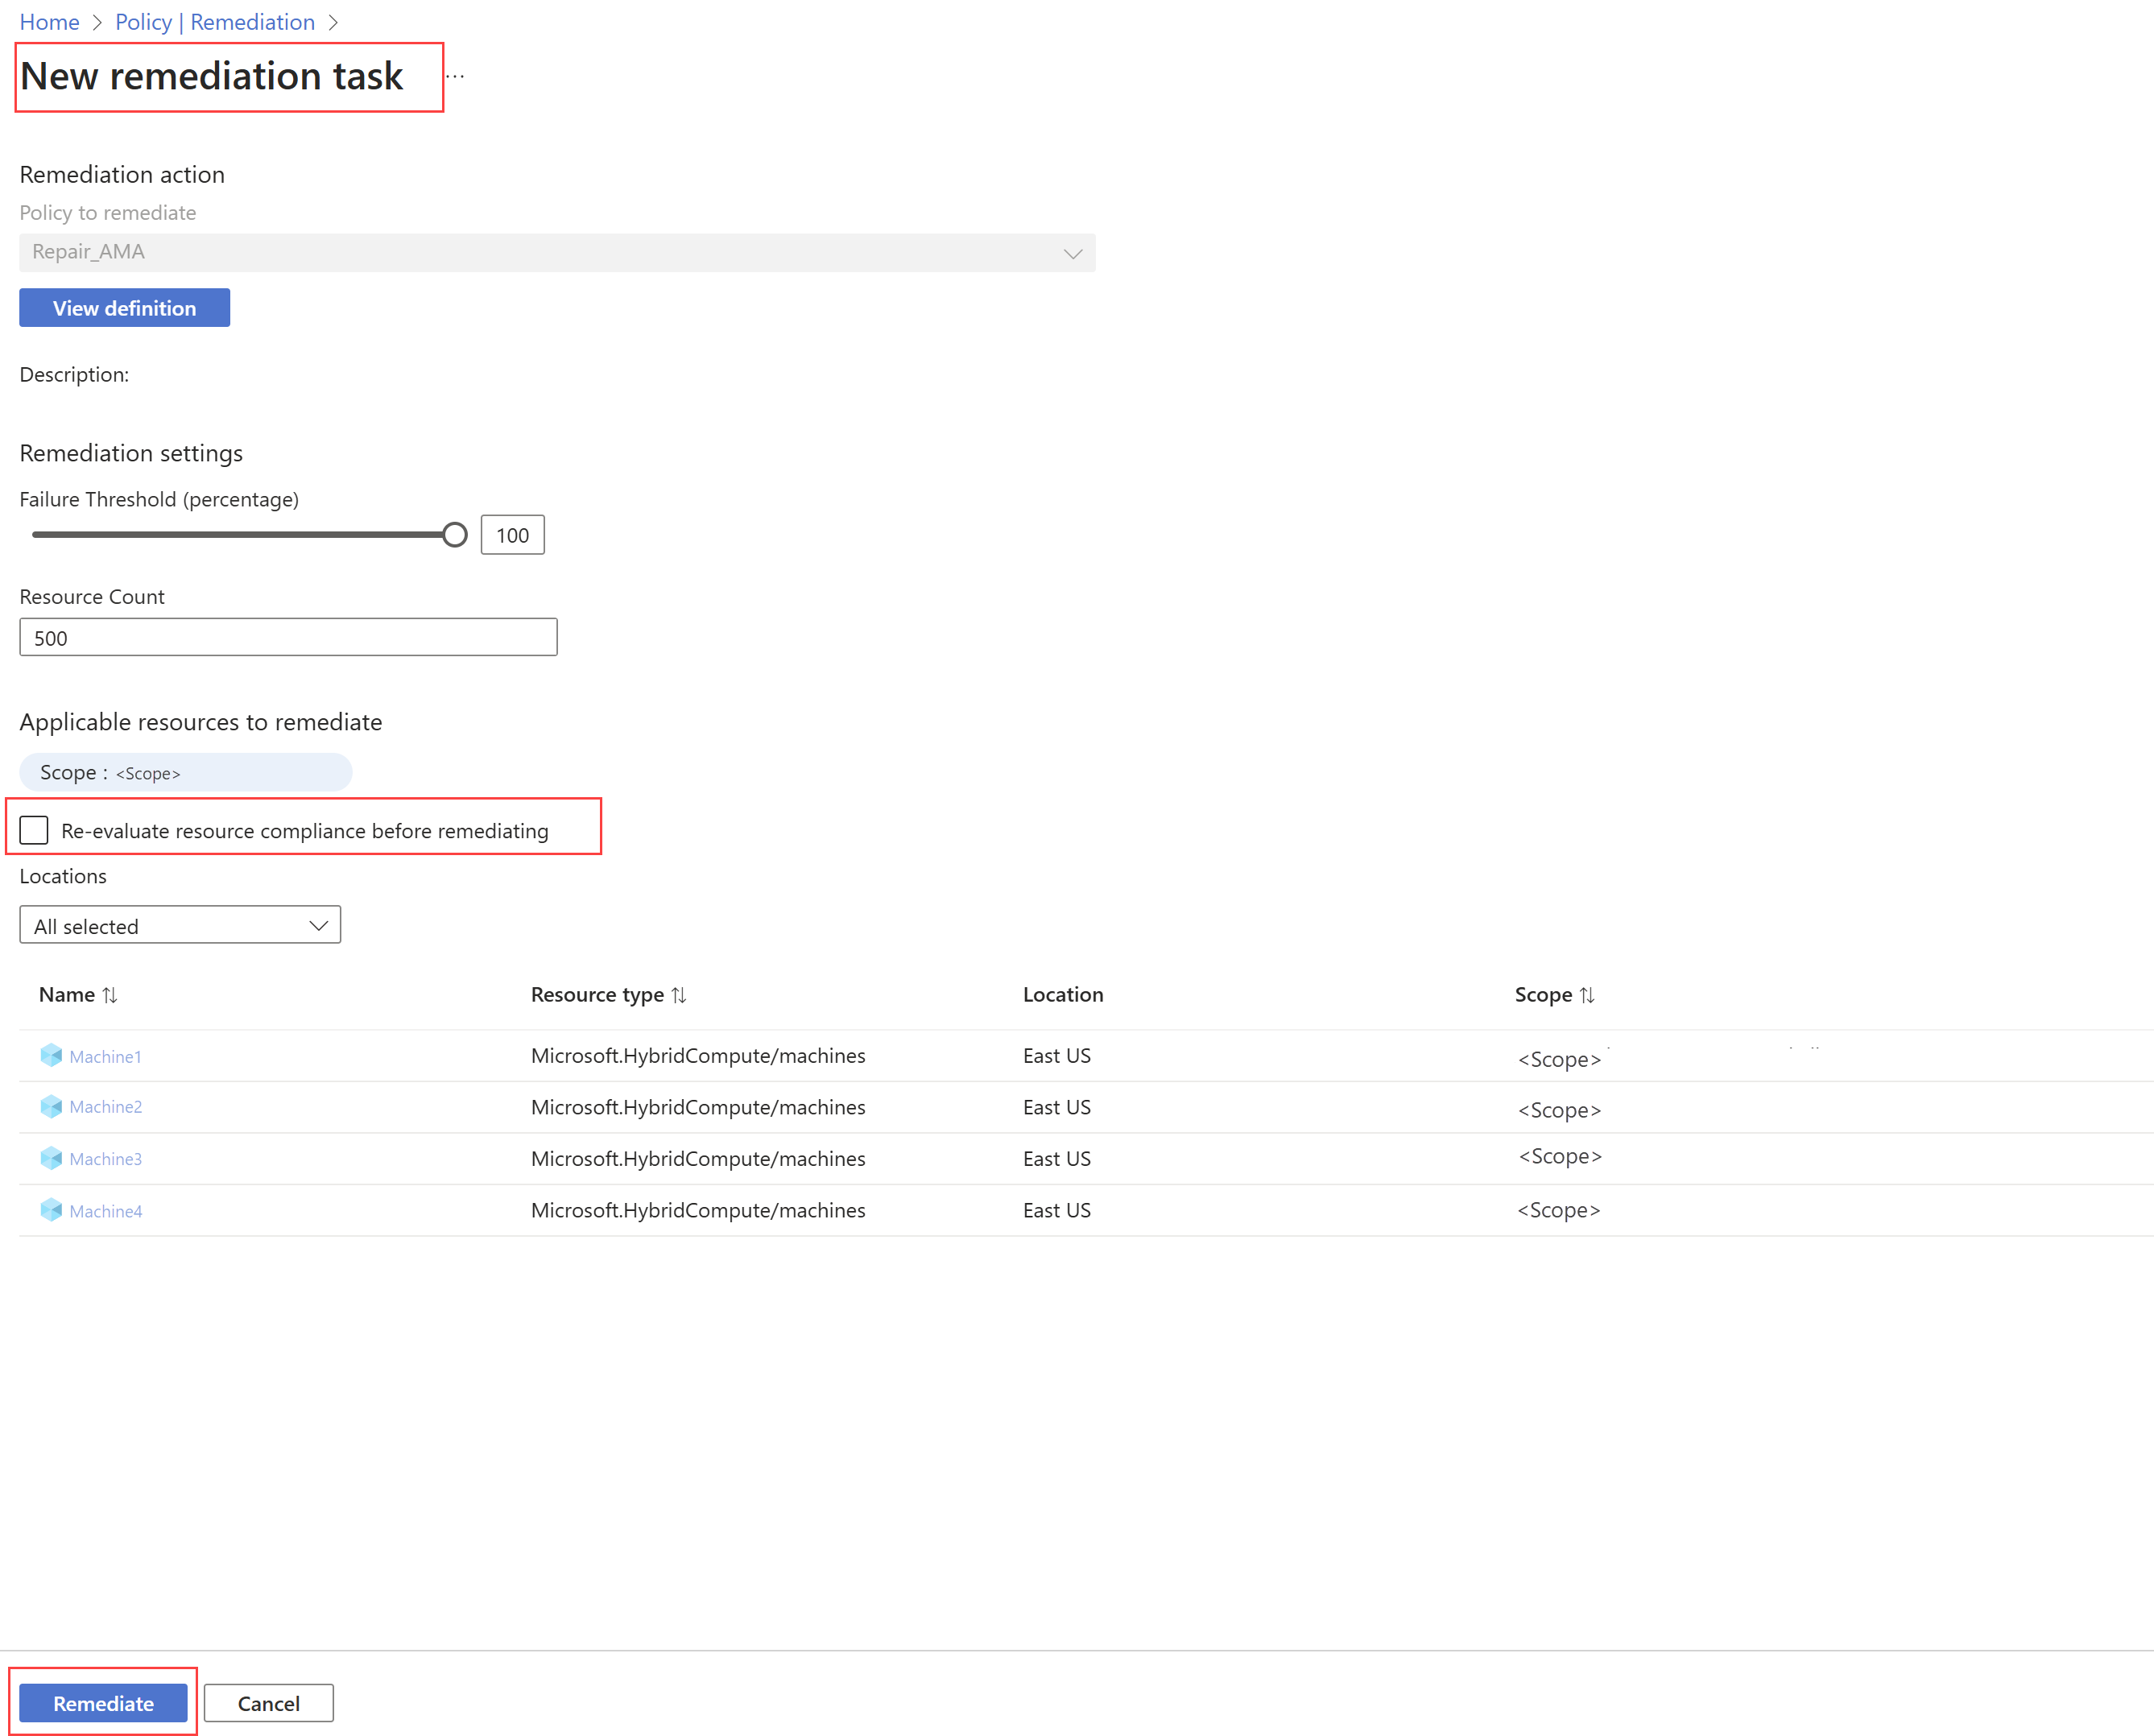 Home > Policy | Remediation >
New remediation task ...
Remediation action
Policy to remediate
Repair_AMA
View definition
Description:
Remediation settings
Failure Threshold (percentage)
100
Resource Count
500
Applicable resources to remediate
Scope : <Scope>
Re-evaluate resource compliance before remediating
Locations
All selected
Name ↑↓ Resource type ↑↓ Location Scope ↑↓
Machine1 Microsoft.HybridCompute/machines East US <Scope>
Machine2 Microsoft.HybridCompute/machines East US <Scope>
Machine3 Microsoft.HybridCompute/machines East US <Scope>
Machine4 Microsoft.HybridCompute/machines East US <Scope>
Remediate Cancel